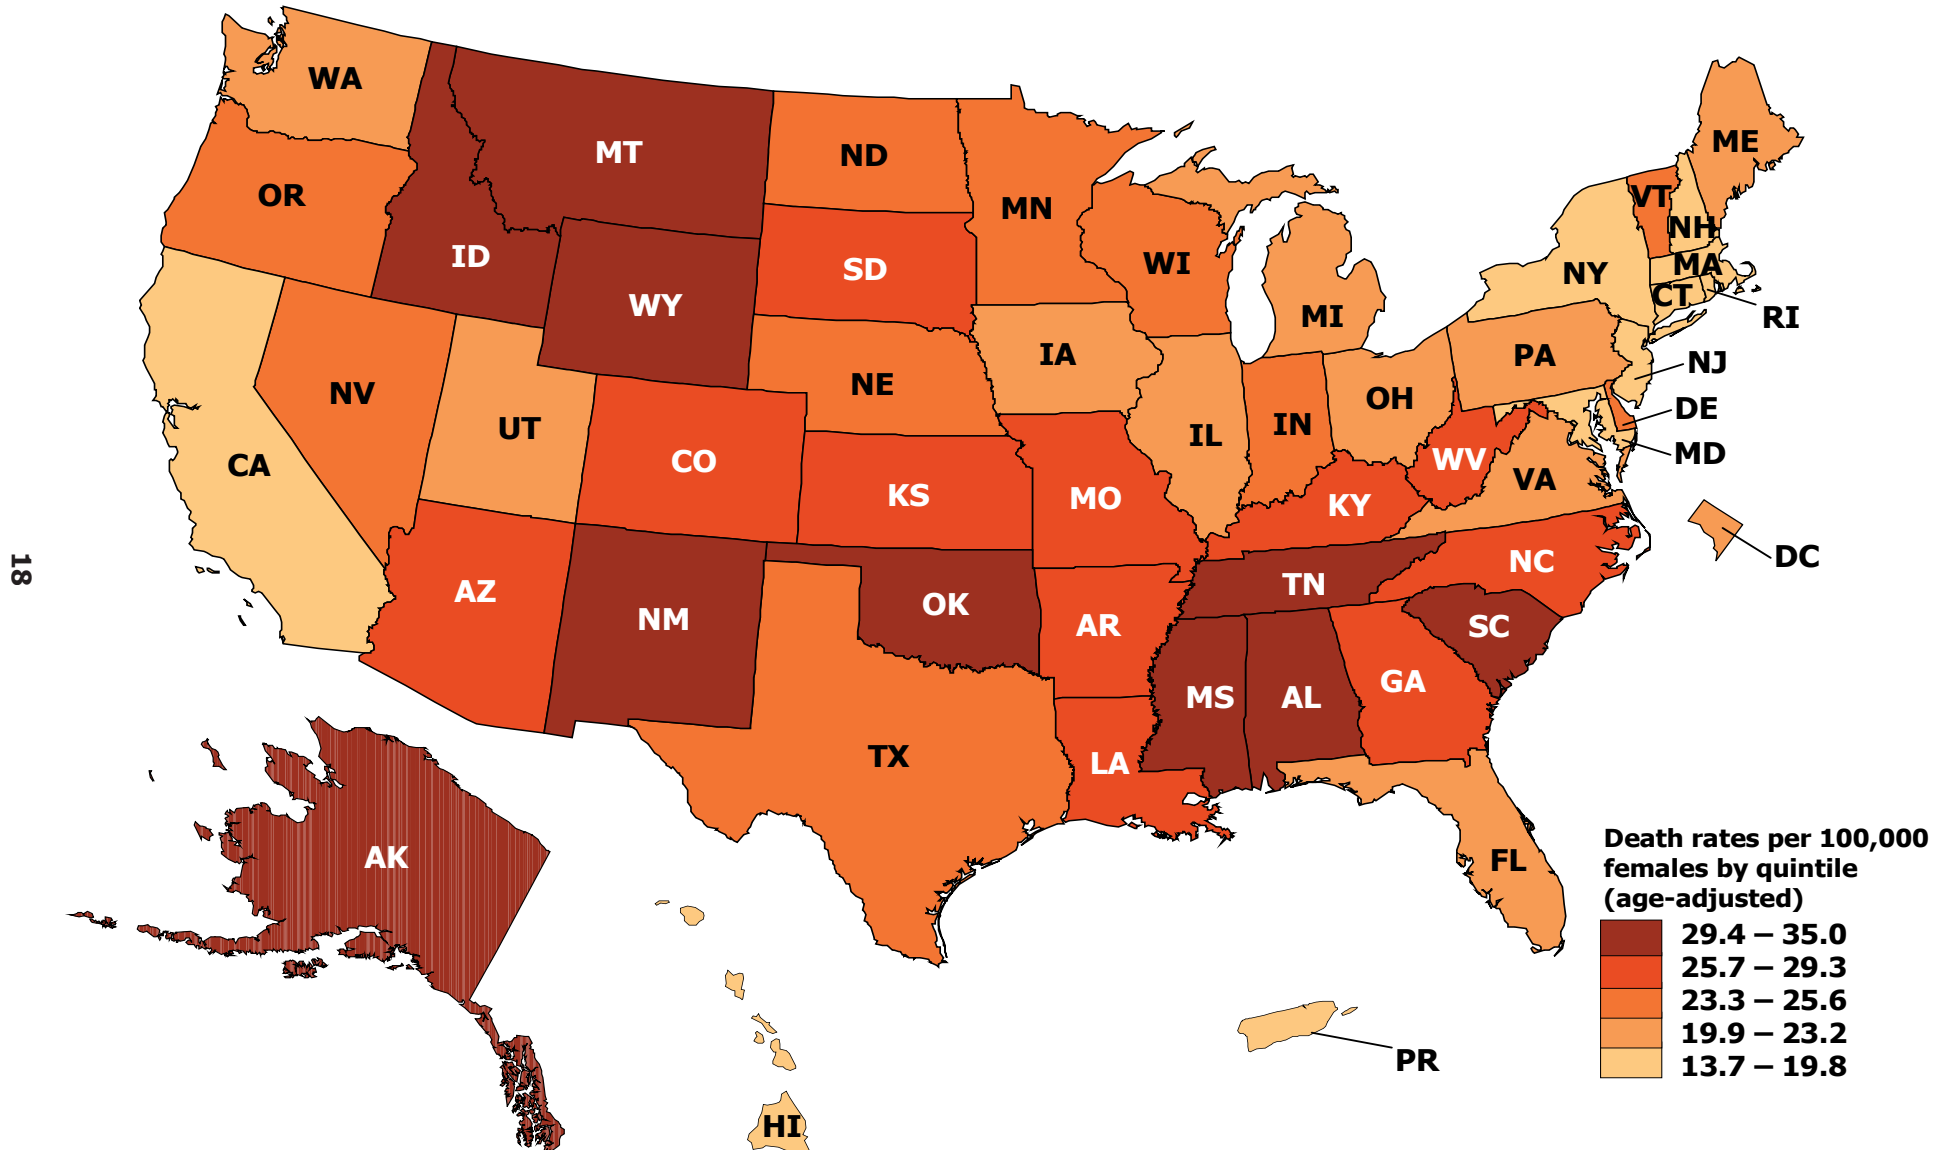 WA
MT
ND
MN
ME
OR
ID
WY
SD
WI
MI
VT
NH
NY
MA
CT
RI
NV
UT
CO
NE
IA
IL
IN
OH
PA
NJ
DE
MD
CA
KS
MO
KY
WV
VA
DC
18
AZ
NM
OK
AR
TN
NC
SC
TX
LA
MS
AL
GA
FL
AK
HI
PR
Death rates per 100,000
females by quintile
(age-adjusted)
29.4 – 35.0
25.7 – 29.3
23.3 – 25.6
19.9 – 23.2
13.7 – 19.8